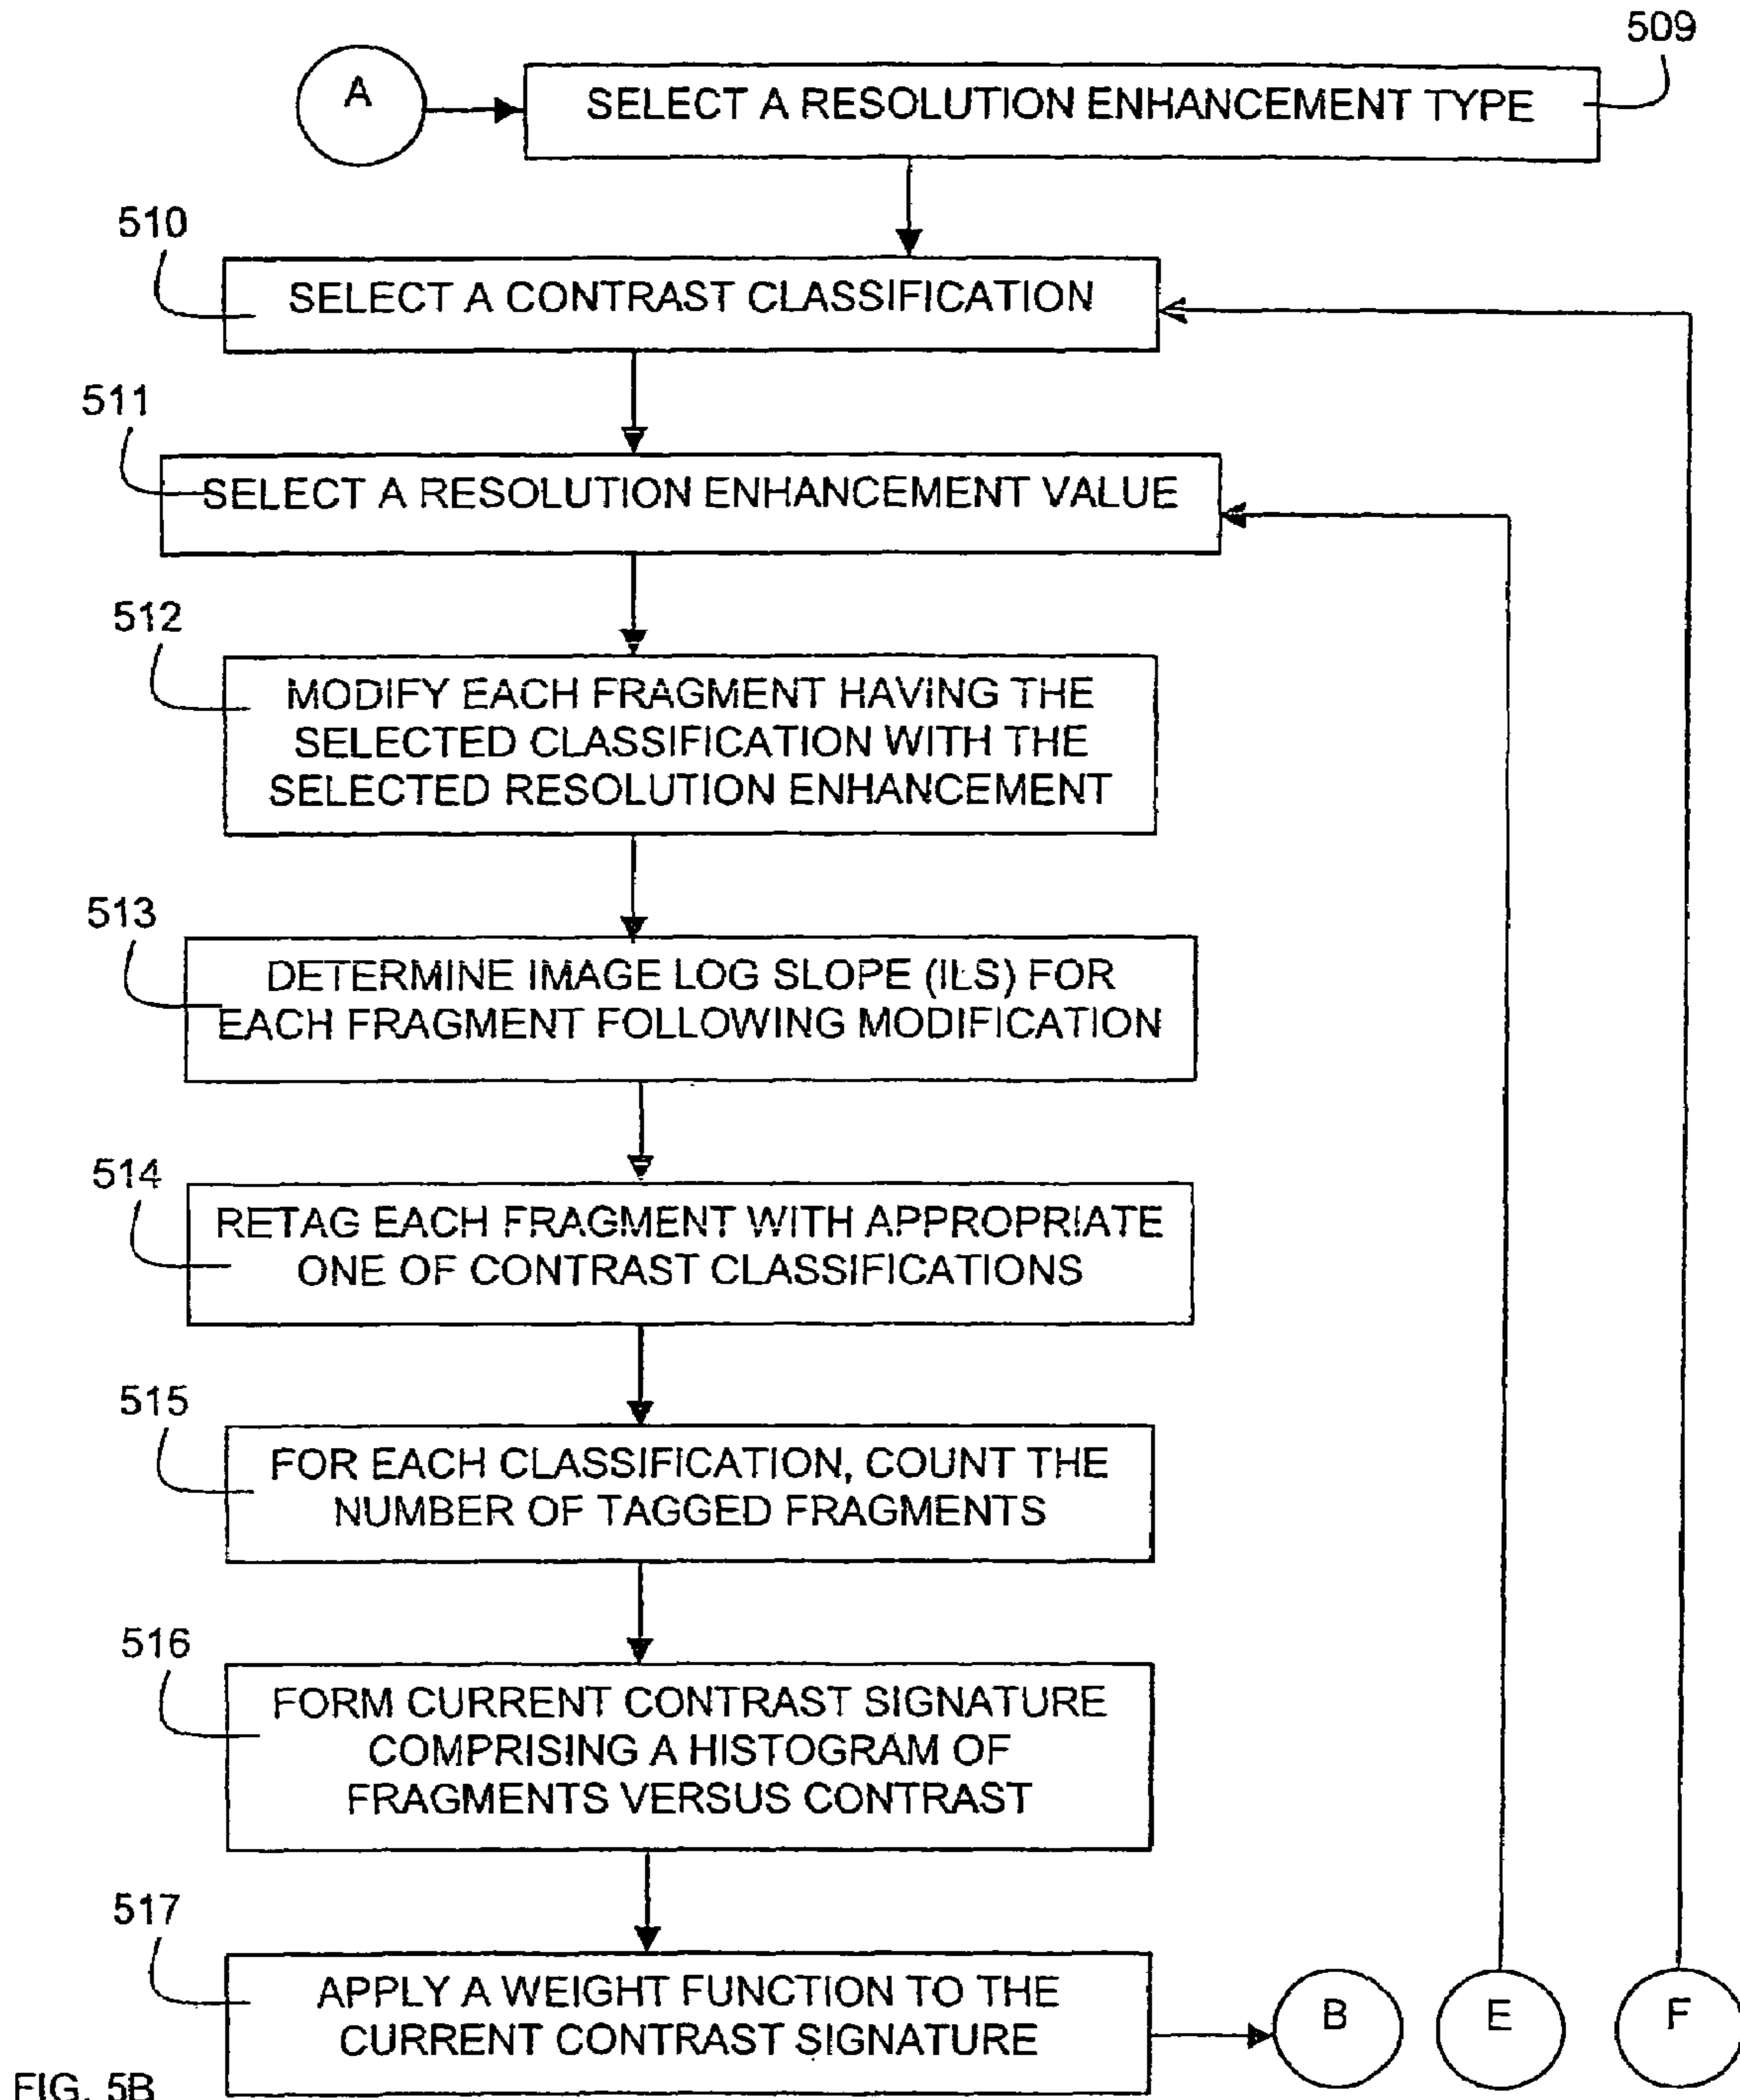 509
A
SELECT A RESOLUTION ENHANCEMENT TYPE
510
SELECT A CONTRAST CLASSIFICATION
511
SELECT A RESOLUTION ENHANCEMENT VALUE
512
MODIFY EACH FRAGMENT HAVING THE
SELECTED CLASSIFICATION WITH THE
SELECTED RESOLUTION ENHANCEMENT
513
DETERMINE IMAGE LOG SLOPE (ILS) FOR
EACH FRAGMENT FOLLOWING MODIFICATION
514
RETAG EACH FRAGMENT WITH APPROPRIATE
ONE OF CONTRAST CLASSIFICATIONS
515
FOR EACH CLASSIFICATION, COUNT THE
NUMBER OF TAGGED FRAGMENTS
516
FORM CURRENT CONTRAST SIGNATURE
COMPRISING A HISTOGRAM OF
FRAGMENTS VERSUS CONTRAST
517
APPLY A WEIGHT FUNCTION TO THE
CURRENT CONTRAST SIGNATURE
B
E
F
FIG. 5B